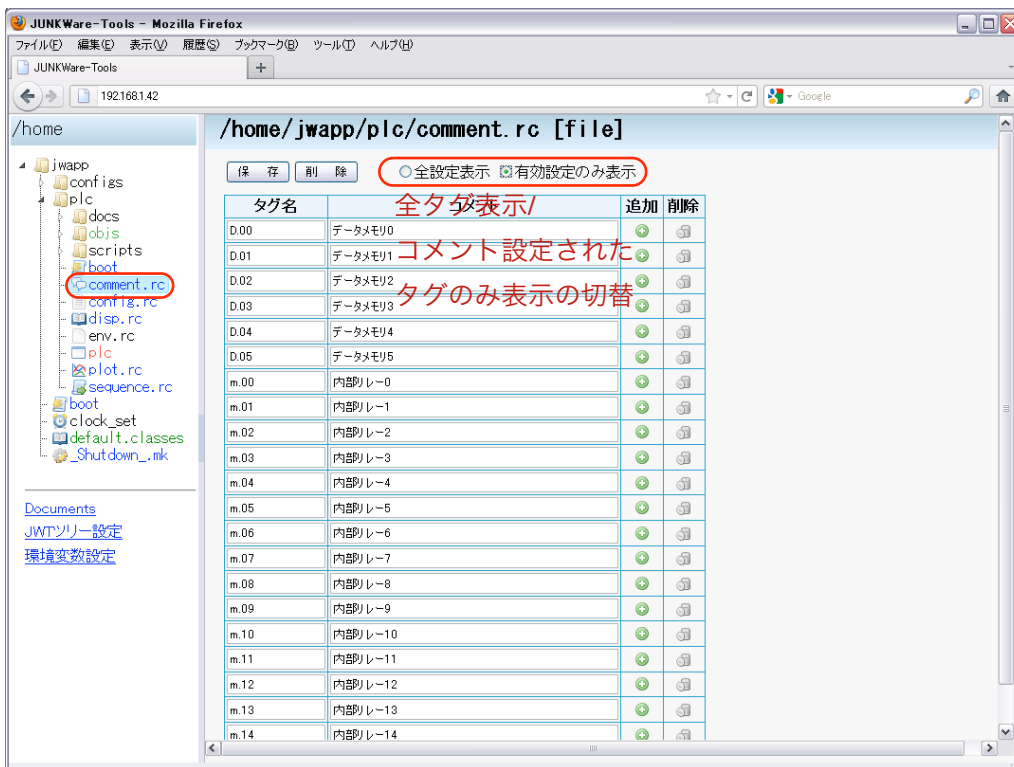 JUNKWare-Tools - Mozilla Firefox
ファイル(F) 編集(E) 表示(V) 履歴(S) ブックマーク(B) ツール(T) ヘルプ(H)
JUNKWare-Tools
192.168.1.42
Google
/home
jwapp
configs
plc
docs
objs
scripts
boot
comment.rc
config.rc
disp.rc
env.rc
plc
plot.rc
sequence.rc
boot
clock_set
default.classes
_Shutdown_.mk
Documents
JWTツリー設定
環境変数設定
/home/jwapp/plc/comment.rc [file]
保 存 削 除 全設定表示 有効設定のみ表示
全タグ表示/
コメント設定された
タグのみ表示の切替
タグ名 コメント 追加 削除
D.00 データメモリ0
D.01 データメモリ1
D.02 データメモリ2
D.03 データメモリ3
D.04 データメモリ4
D.05 データメモリ5
m.00 内部リレー0
m.01 内部リレー1
m.02 内部リレー2
m.03 内部リレー3
m.04 内部リレー4
m.05 内部リレー5
m.06 内部リレー6
m.07 内部リレー7
m.08 内部リレー8
m.09 内部リレー9
m.10 内部リレー10
m.11 内部リレー11
m.12 内部リレー12
m.13 内部リレー13
m.14 内部リレー14